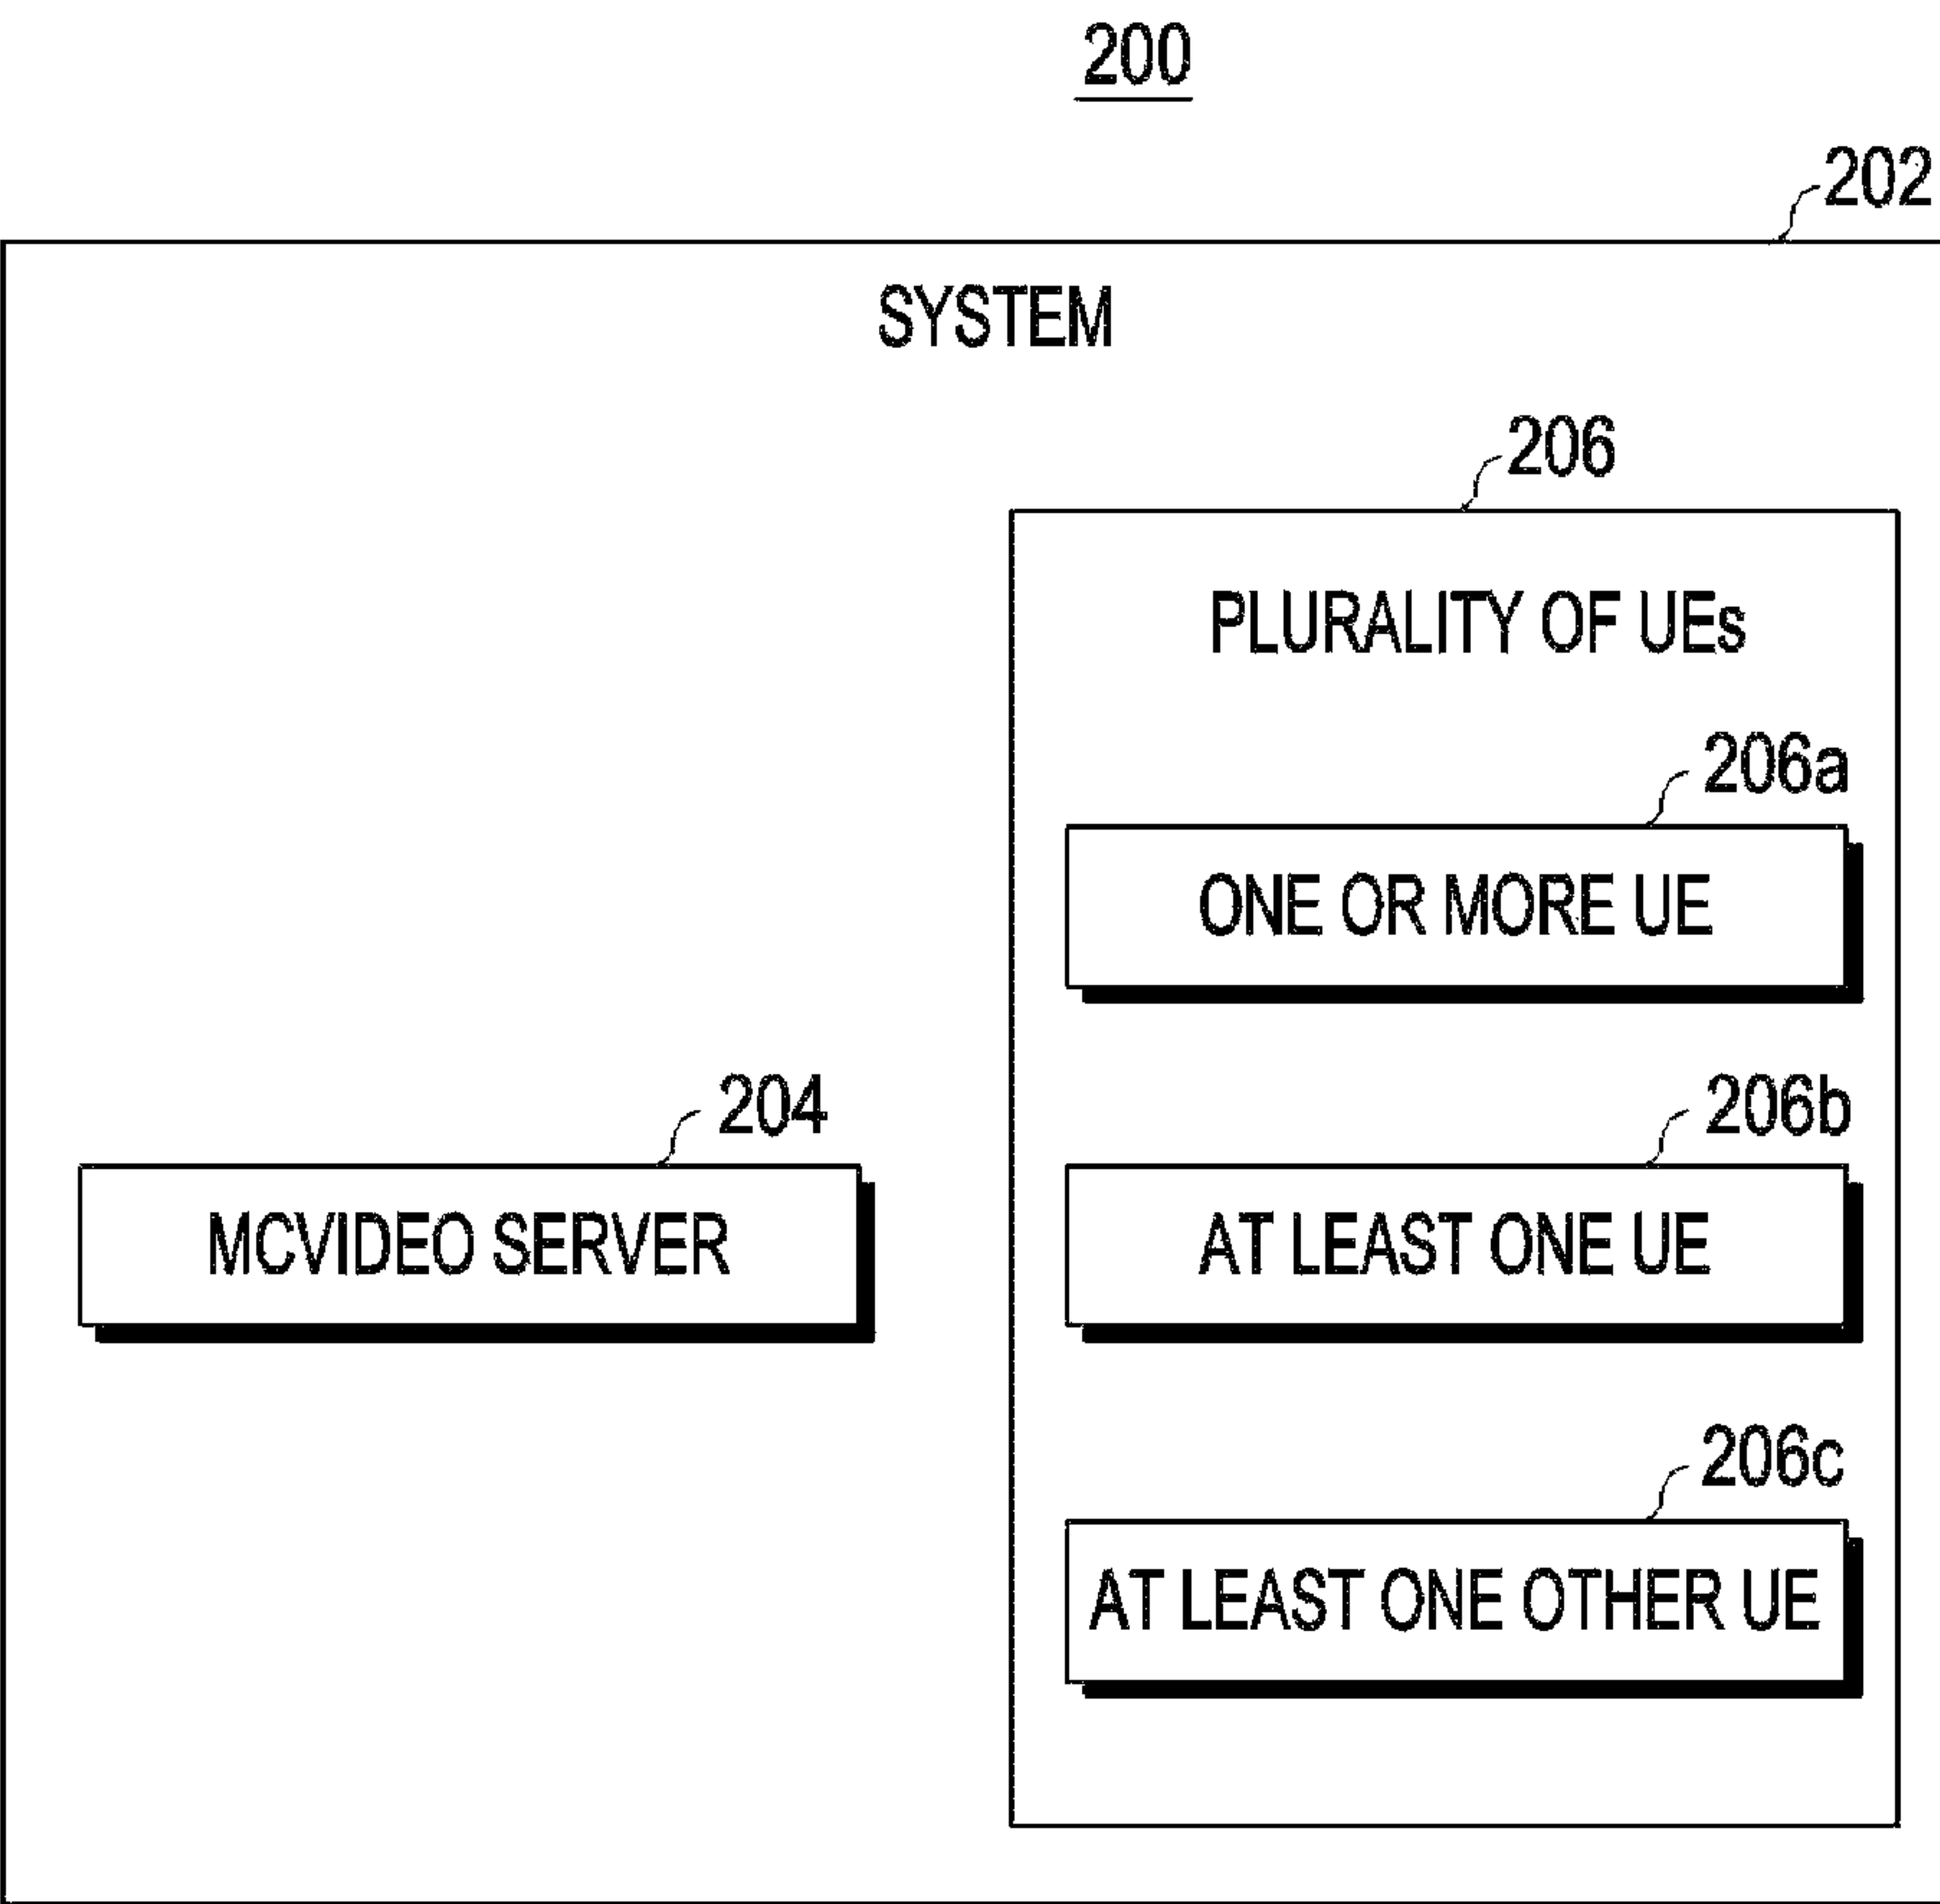 200
202
SYSTEM
206
PLURALITY OF UEs
206a
ONE OR MORE UE
204
206b
MCVIDEO SERVER
AT LEAST ONE UE
206c
AT LEAST ONE OTHER UE